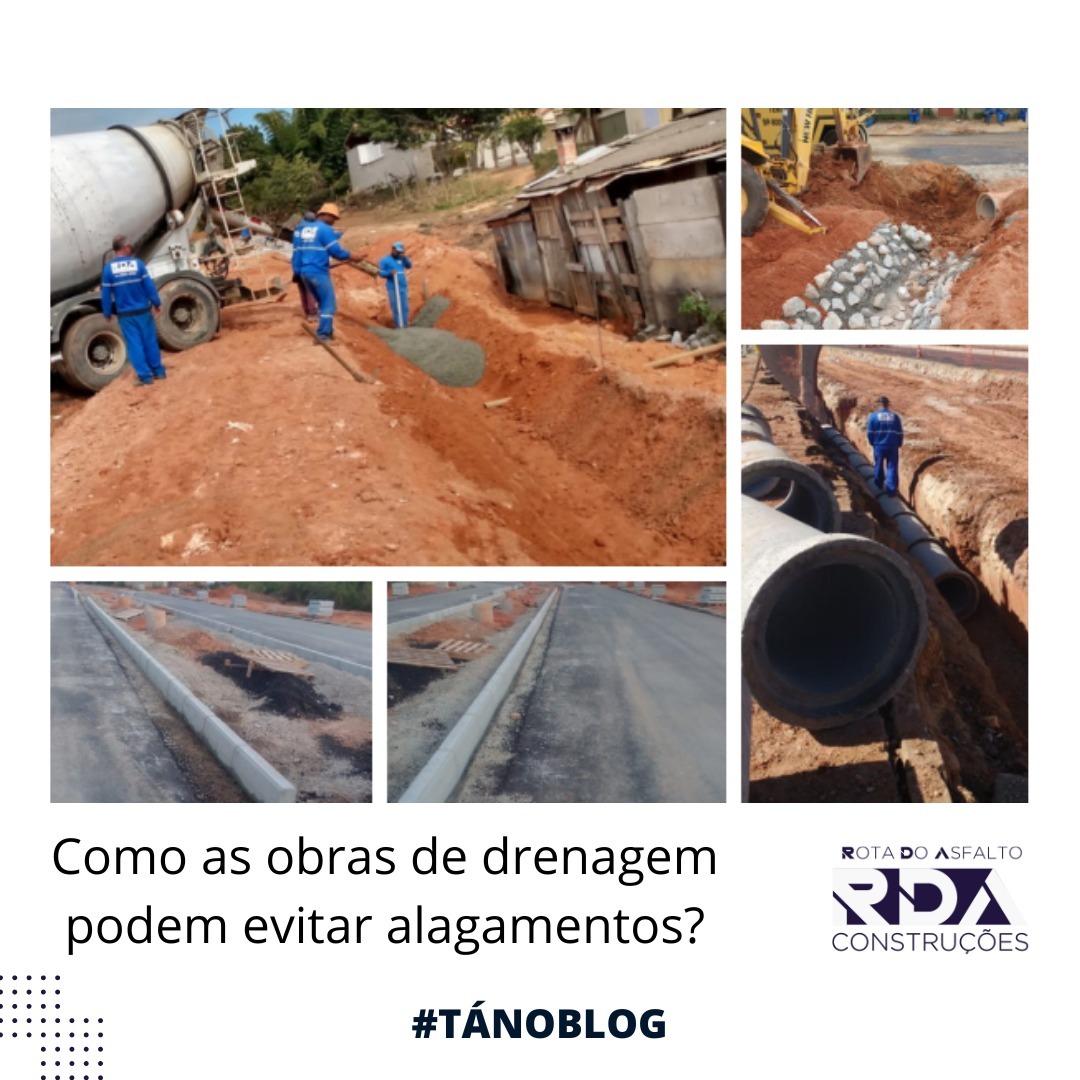 Como as obras de drenagem
podem evitar alagamentos?
ROTA DO ASFALTO
RDA
CONSTRUÇÕES
#TÁNOBLOG